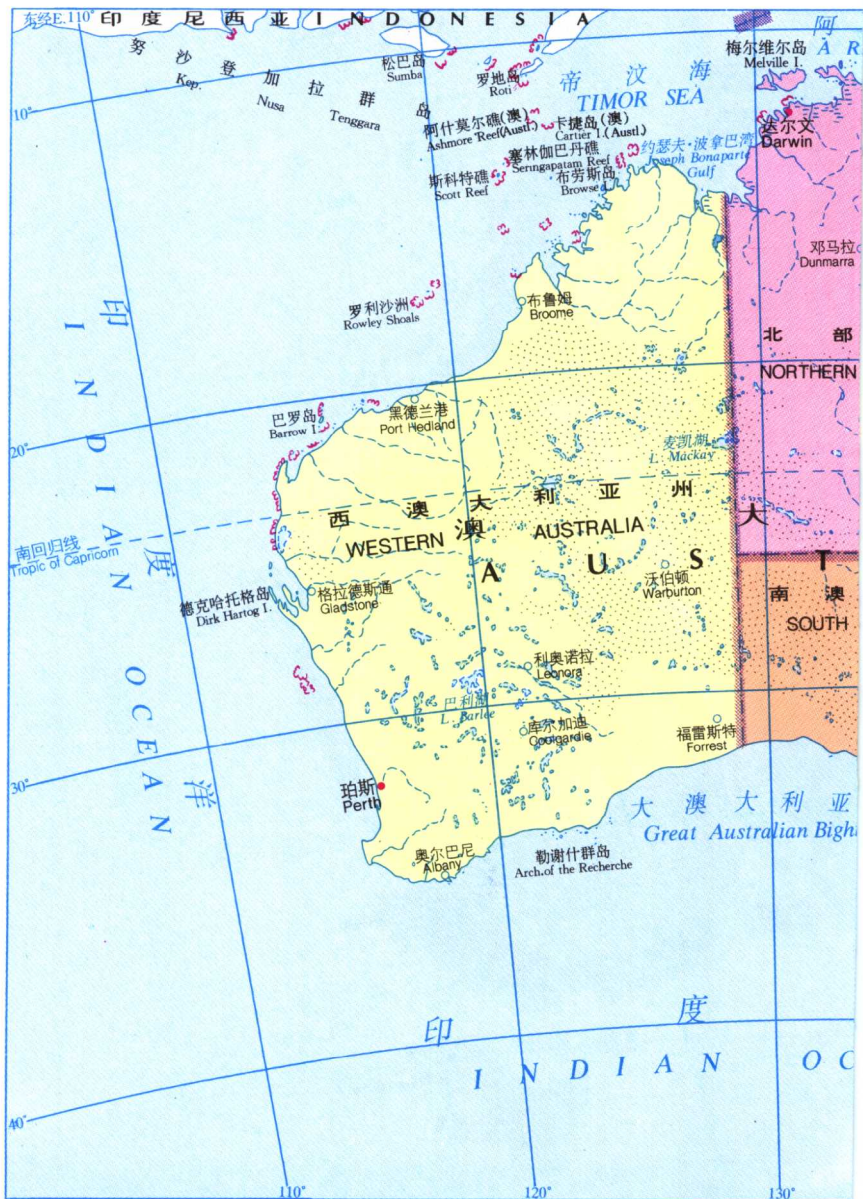 东经E.110°
印度尼西亚 INDONESIA
努沙登加拉群岛
Kep. Nusa Tenggara
松巴岛
Sumba
罗地岛
Roti
帝汶海
TIMOR SEA
阿
AR
梅尔维尔岛
Melville I.
10°
阿什莫尔礁(澳)
Ashmore Reef(Austl.)
卡捷岛(澳)
Cartier I.(Austl.)
达尔文
Darwin
塞林伽巴丹礁
Seringapatam Reef
约瑟夫·波拿巴湾
Joseph Bonaparte
Gulf
斯科特礁
Scott Reef
布劳斯岛
Browse I.
邓马拉
Dunmarra
罗利沙洲
Rowley Shoals
布鲁姆
Broome
北部
NORTHERN
印度洋
INDIAN OCEAN
巴罗岛
Barrow I.
黑德兰港
Port Hedland
20°
麦凯湖
L. Mackay
西澳大利亚州
WESTERN AUSTRALIA
澳大
AUST
南回归线
Tropic of Capricorn
德克哈托格岛
Dirk Hartog I.
格拉德斯通
Gladstone
沃伯顿
Warburton
南澳
SOUTH
利奥诺拉
Leonora
巴利湖
L. Barlee
库尔加迪
Coolgardie
福雷斯特
Forrest
30°
珀斯
Perth
大澳大利亚
Great Australian Bigh
奥尔巴尼
Albany
勒谢什群岛
Arch.of the Recherche
印度
INDIAN OC
40°
110°
120°
130°